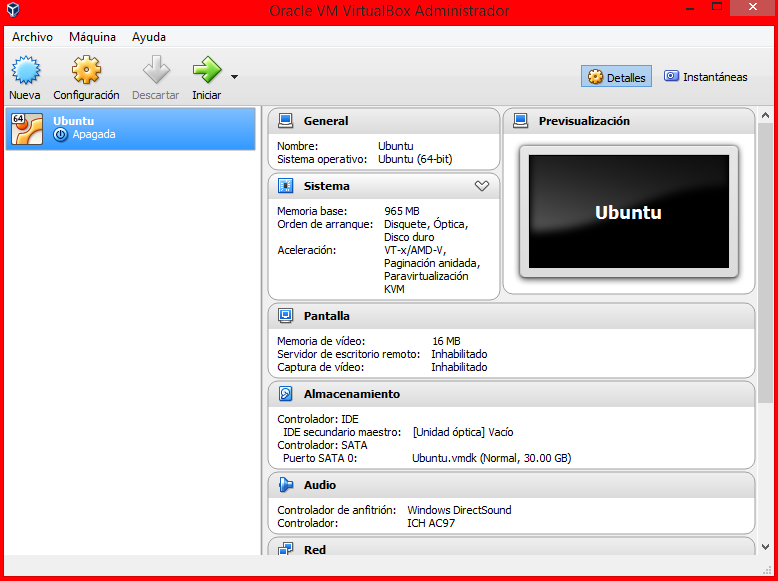 Oracle VM VirtualBox Administrador
Archivo Máquina Ayuda
Nueva Configuración Descartar Iniciar
Detalles Instantáneas
64
Ubuntu
Apagada
General
Nombre: Ubuntu
Sistema operativo: Ubuntu (64-bit)
Previsualización
Ubuntu
Sistema
Memoria base: 965 MB
Orden de arranque: Disquete, Óptica,
Disco duro
Aceleración: VT-x/AMD-V,
Paginación anidada,
Paravirtualización
KVM
Pantalla
Memoria de vídeo: 16 MB
Servidor de escritorio remoto: Inhabilitado
Captura de vídeo: Inhabilitado
Almacenamiento
Controlador: IDE
IDE secundario maestro: [Unidad óptica] Vacío
Controlador: SATA
Puerto SATA 0: Ubuntu.vmdk (Normal, 30.00 GB)
Audio
Controlador de anfitrión: Windows DirectSound
Controlador: ICH AC97
Red